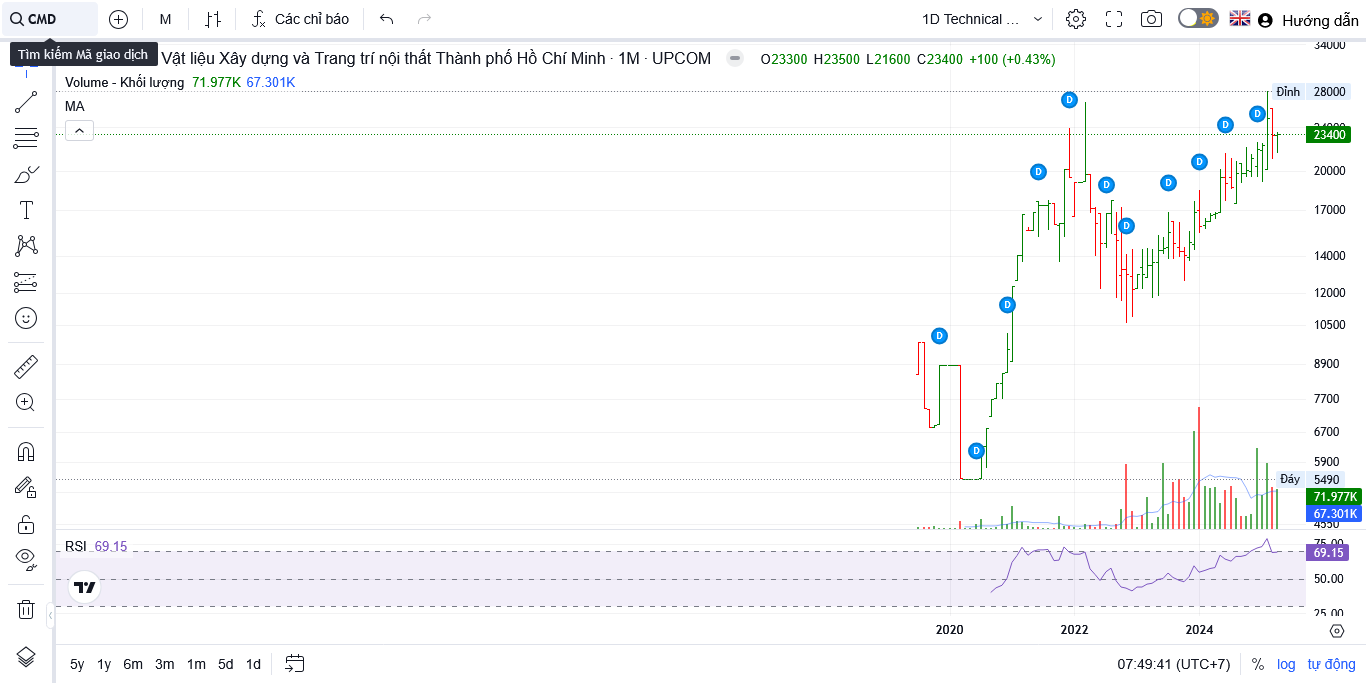 CMD
M
Các chỉ báo
1D Technical ...
Hướng dẫn
Tìm kiếm Mã giao dịch
Vật liệu Xây dựng và Trang trí nội thất Thành phố Hồ Chí Minh · 1M · UPCOM
O23300 H23500 L21600 C23400 +100 (+0.43%)
Volume - Khối lượng 71.977K 67.301K
MA
34000
Đỉnh 28000
24000
23400
20000
17000
14000
12000
10500
8900
7700
6700
5900
Đáy 5490
71.977K
67.301K
4550
D
D
D
D
D
D
D
D
D
D
D
RSI 69.15
75.00
69.15
50.00
25.00
2020
2022
2024
5y 1y 6m 3m 1m 5d 1d
07:49:41 (UTC+7)
% log tự động